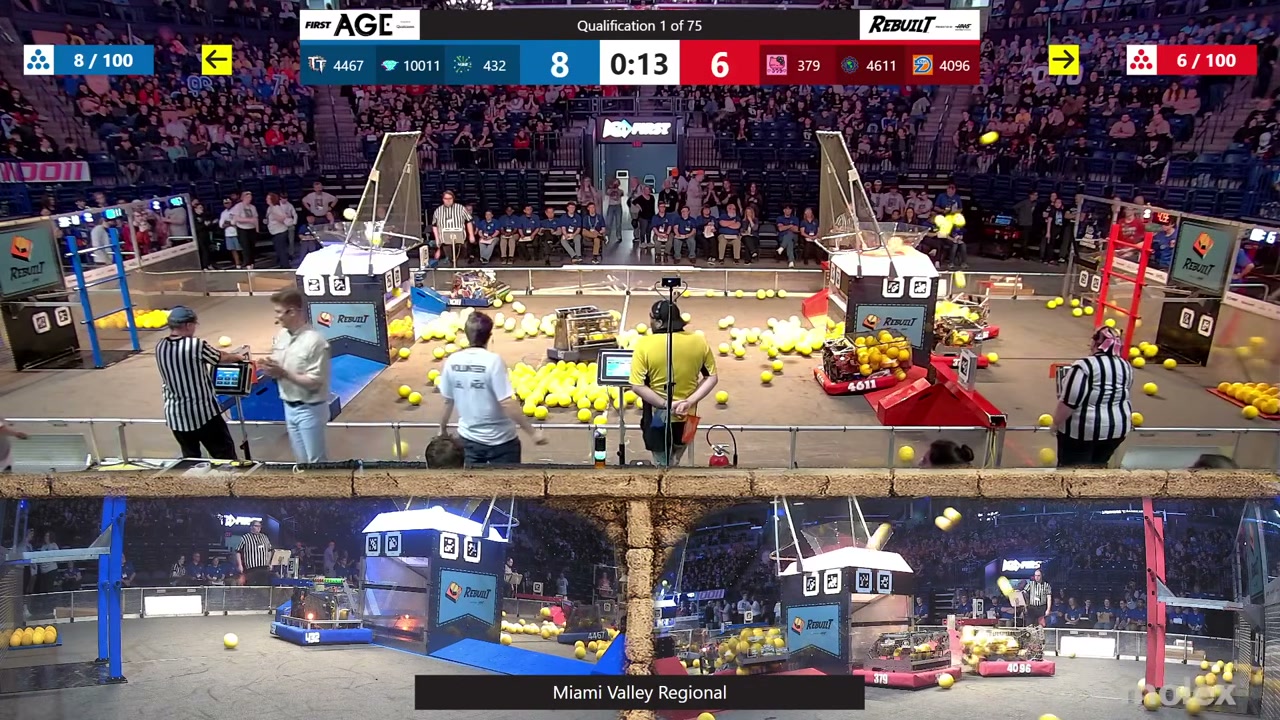 FIRST AGE
Qualification 1 of 75
REBUILT
8 / 100
4467 10011 432 8 0:13 6 379 4611 4096
6 / 100
REBUILT
REBUILT
REBUILT
REBUILT
4611
REBUILT
REBUILT
432
4467
379
4096
Miami Valley Regional
molex